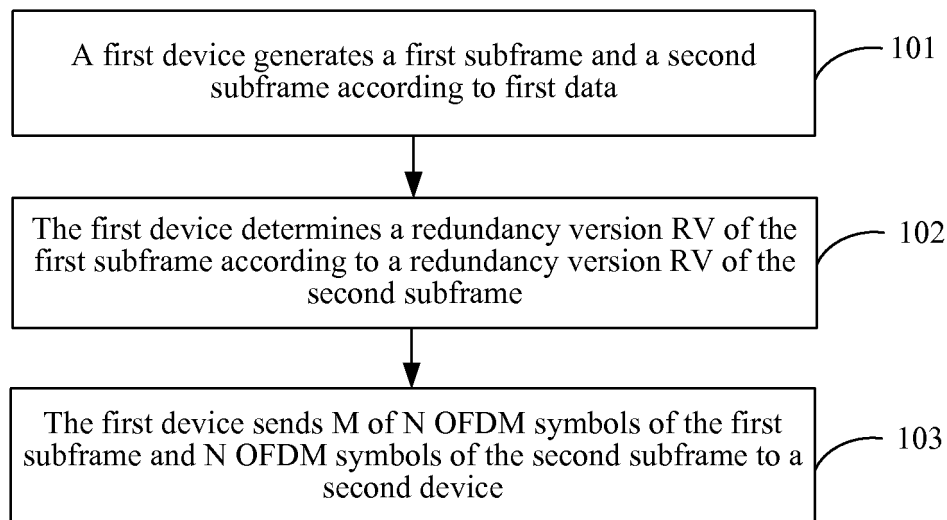 A first device generates a first subframe and a second
subframe according to first data
101
The first device determines a redundancy version RV of the
first subframe according to a redundancy version RV of the
second subframe
102
The first device sends M of N OFDM symbols of the first
subframe and N OFDM symbols of the second subframe to a
second device
103